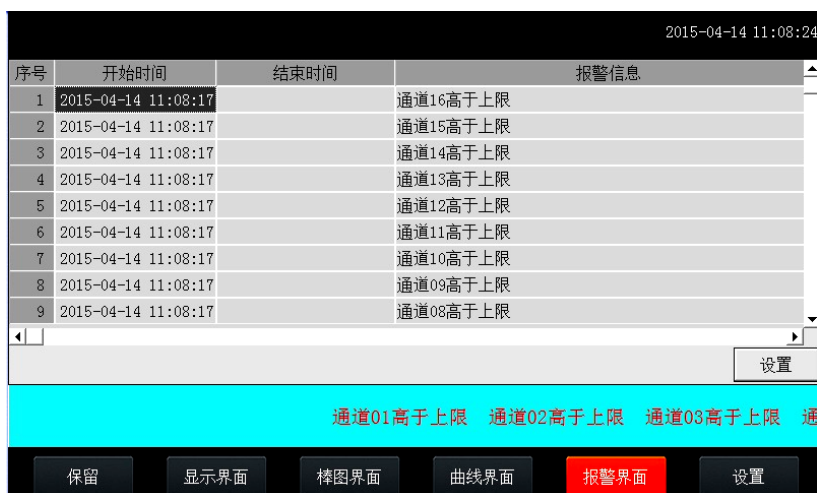 2015-04-14 11:08:24
序号 开始时间 结束时间 报警信息
1 2015-04-14 11:08:17 通道16高于上限
2 2015-04-14 11:08:17 通道15高于上限
3 2015-04-14 11:08:17 通道14高于上限
4 2015-04-14 11:08:17 通道13高于上限
5 2015-04-14 11:08:17 通道12高于上限
6 2015-04-14 11:08:17 通道11高于上限
7 2015-04-14 11:08:17 通道10高于上限
8 2015-04-14 11:08:17 通道09高于上限
9 2015-04-14 11:08:17 通道08高于上限
设置
通道01高于上限 通道02高于上限 通道03高于上限 通
保留 显示界面 棒图界面 曲线界面 报警界面 设置